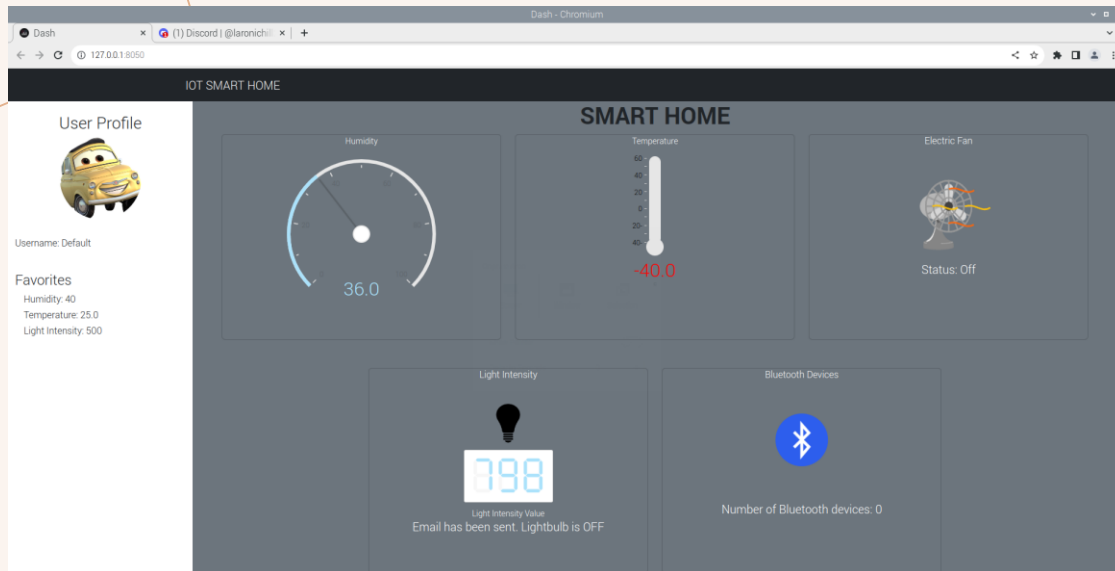 Dash - Chromium
Dash
(1) Discord | @laronichil
127.0.0.1:8050
IOT SMART HOME
SMART HOME
User Profile
Username: Default
Favorites
Humidity: 40
Temperature: 25.0
Light Intensity: 500
Humidity
36.0
Temperature
60
40
20
0
20
40
-40.0
Electric Fan
Status: Off
Light Intensity
798
Light Intensity Value
Email has been sent. Lightbulb is OFF
Bluetooth Devices
Number of Bluetooth devices: 0